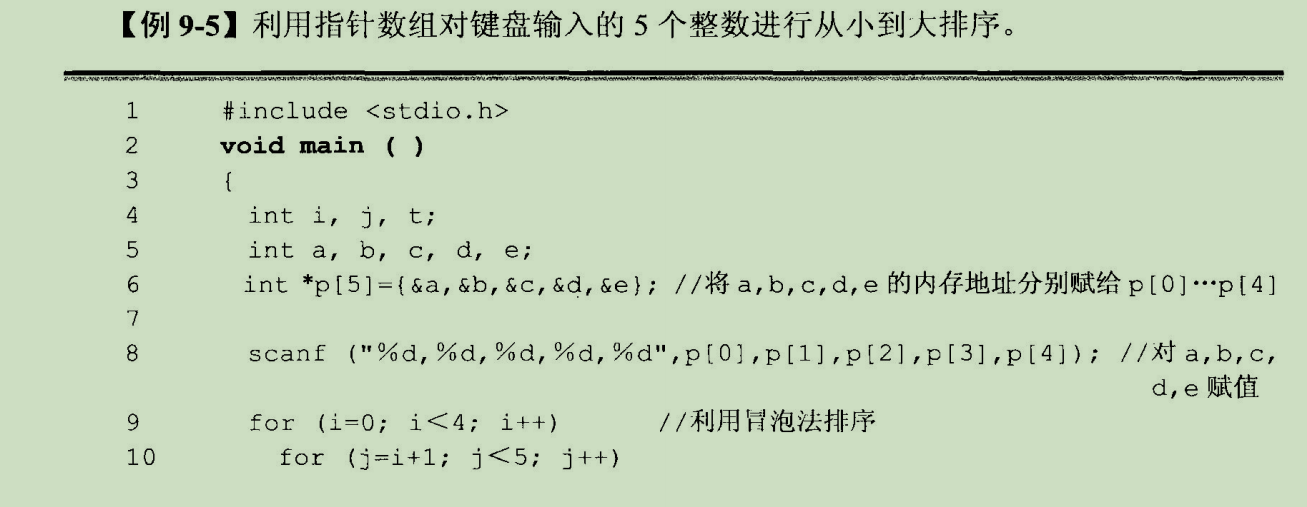 【例 9-5】利用指针数组对键盘输入的 5 个整数进行从小到大排序。
1 #include <stdio.h>
2 void main ( )
3 {
4 int i, j, t;
5 int a, b, c, d, e;
6 int *p[5]={&a,&b,&c,&d,&e}; //将 a,b,c,d,e 的内存地址分别赋给 p[0]…p[4]
7
8 scanf ("%d,%d,%d,%d,%d",p[0],p[1],p[2],p[3],p[4]); //对 a,b,c,
d,e 赋值
9 for (i=0; i<4; i++) //利用冒泡法排序
10 for (j=i+1; j<5; j++)